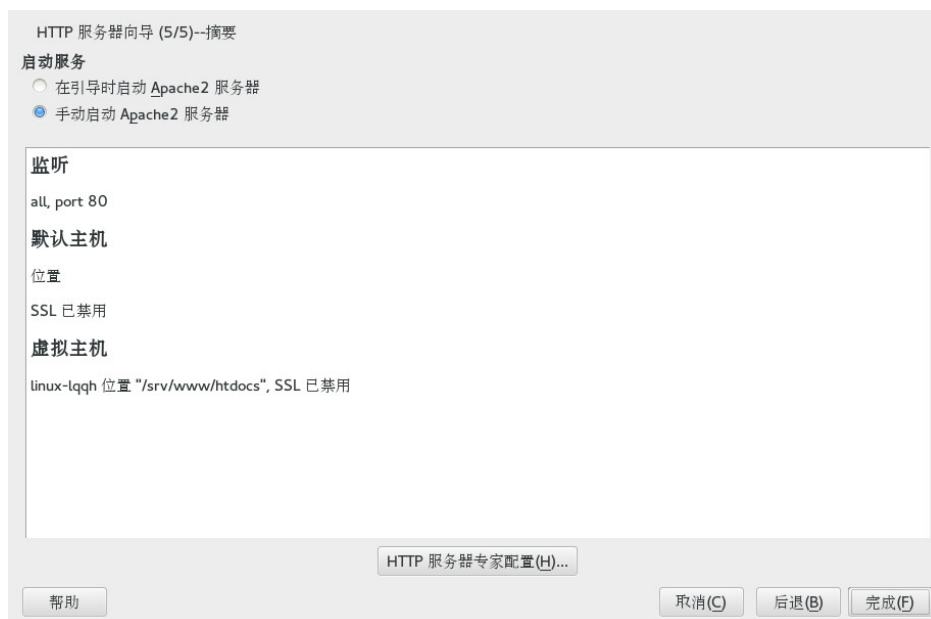 HTTP 服务器向导 (5/5)--摘要
启动服务
在引导时启动 Apache2 服务器
手动启动 Apache2 服务器
监听
all, port 80
默认主机
位置
SSL 已禁用
虚拟主机
linux-lqqh 位置 "/srv/www/htdocs", SSL 已禁用
HTTP 服务器专家配置(H)...
帮助 取消(C) 后退(B) 完成(F)